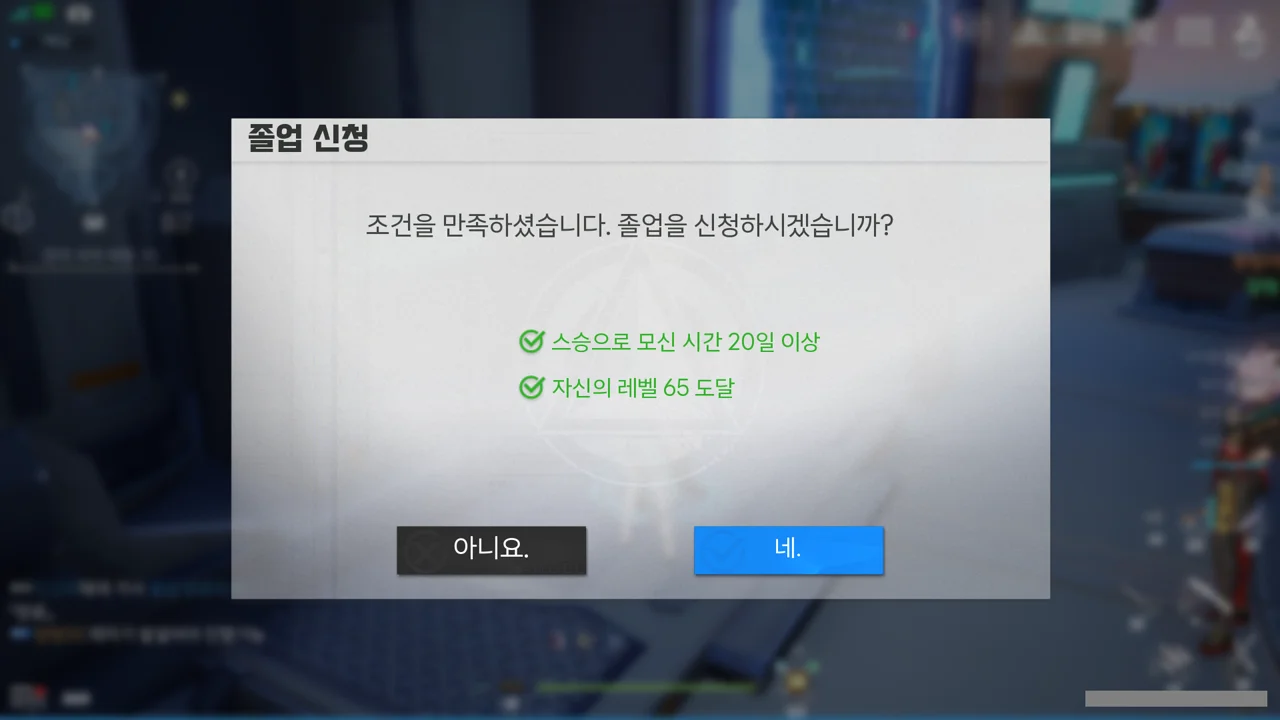 졸업 신청
조건을 만족하셨습니다. 졸업을 신청하시겠습니까?
스승으로 모신 시간 20일 이상
자신의 레벨 65 도달
아니요.
네.